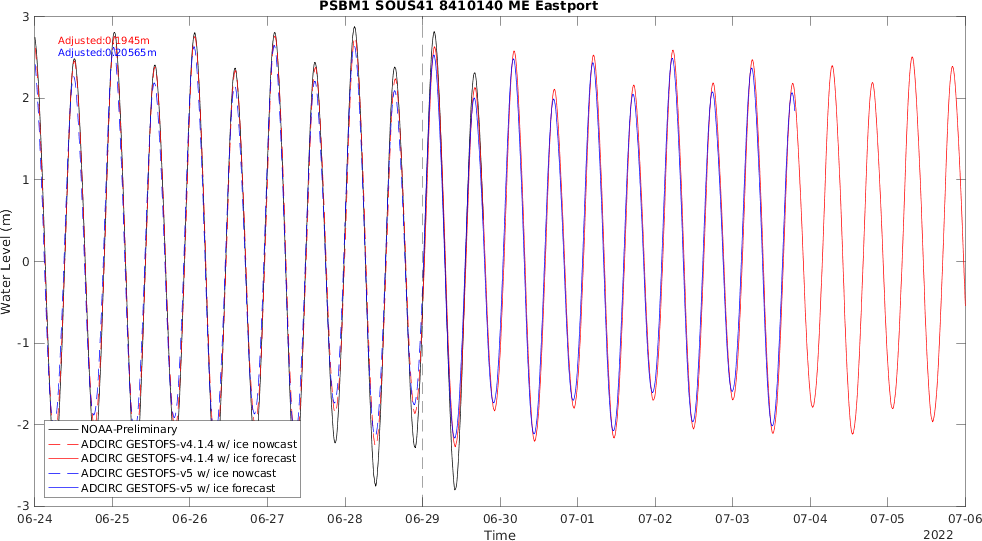 PSBM1 SOUS41 8410140 ME Eastport
3
Adjusted:0.1945m
Adjusted:0.20565m
2
1
0
Water Level (m)
-1
-2
NOAA-Preliminary
ADCIRC GESTOFS-v4.1.4 w/ ice nowcast
ADCIRC GESTOFS-v4.1.4 w/ ice forecast
ADCIRC GESTOFS-v5 w/ ice nowcast
ADCIRC GESTOFS-v5 w/ ice forecast
-3
06-24 06-25 06-26 06-27 06-28 06-29 06-30 07-01 07-02 07-03 07-04 07-05 07-06
Time 2022